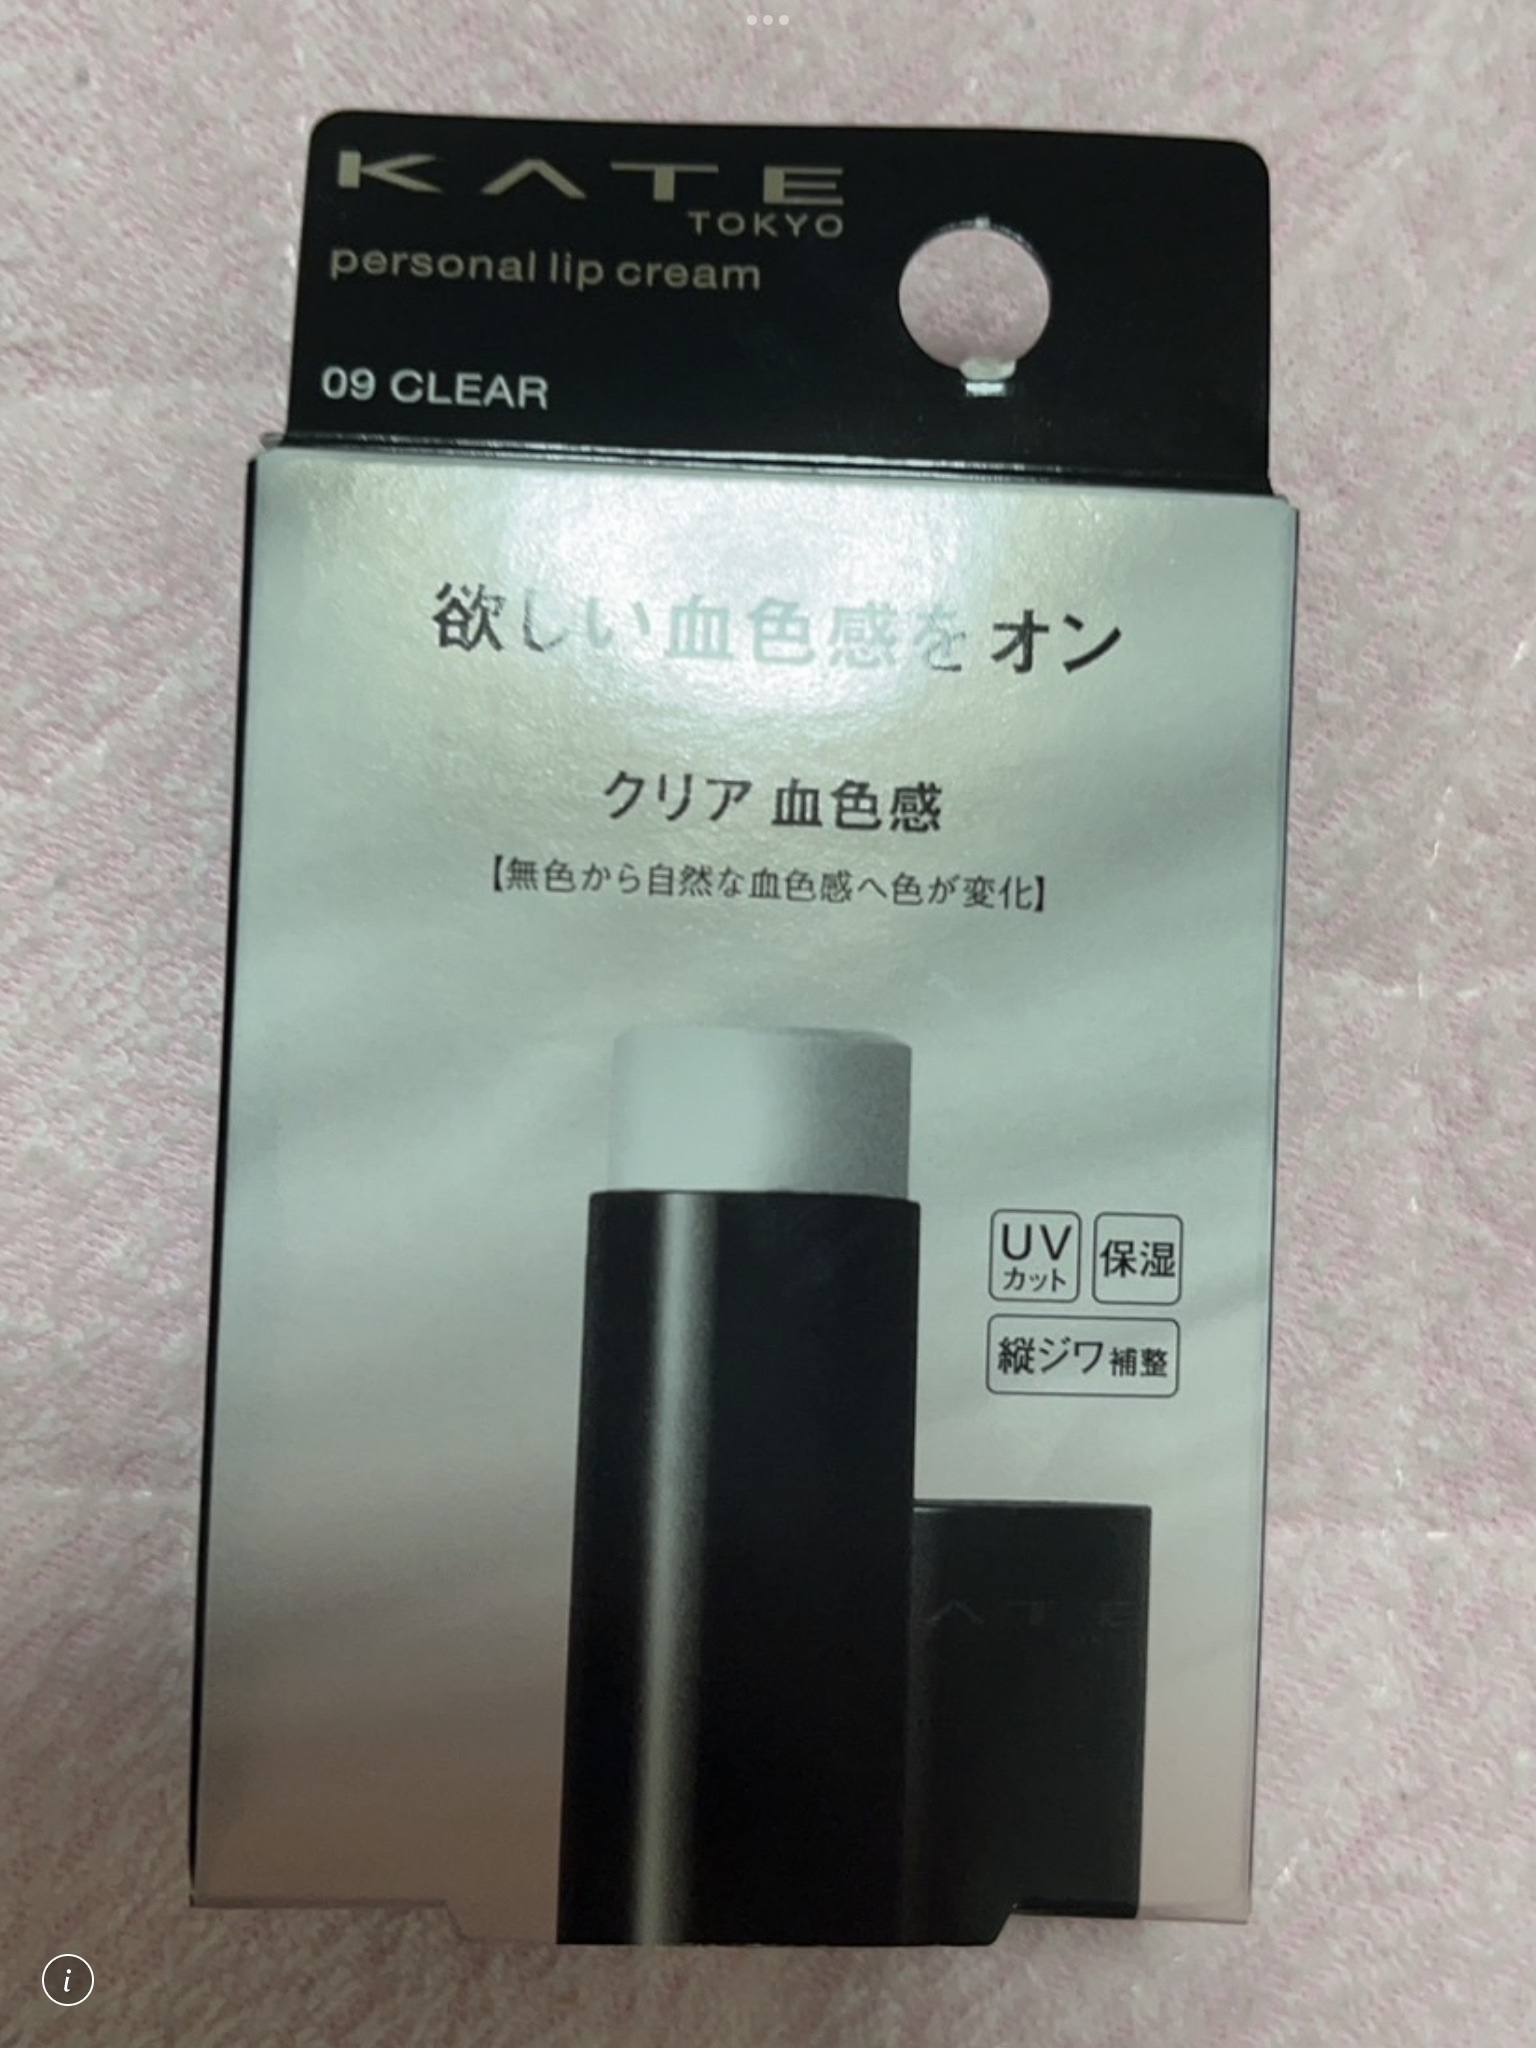 KATE
TOKYO
personal lip cream
09 CLEAR
欲しい血色感をオン
クリア 血色感
【無色から自然な血色感へ色が変化】
UV
カット
保湿
縦ジワ補整
ATE
i